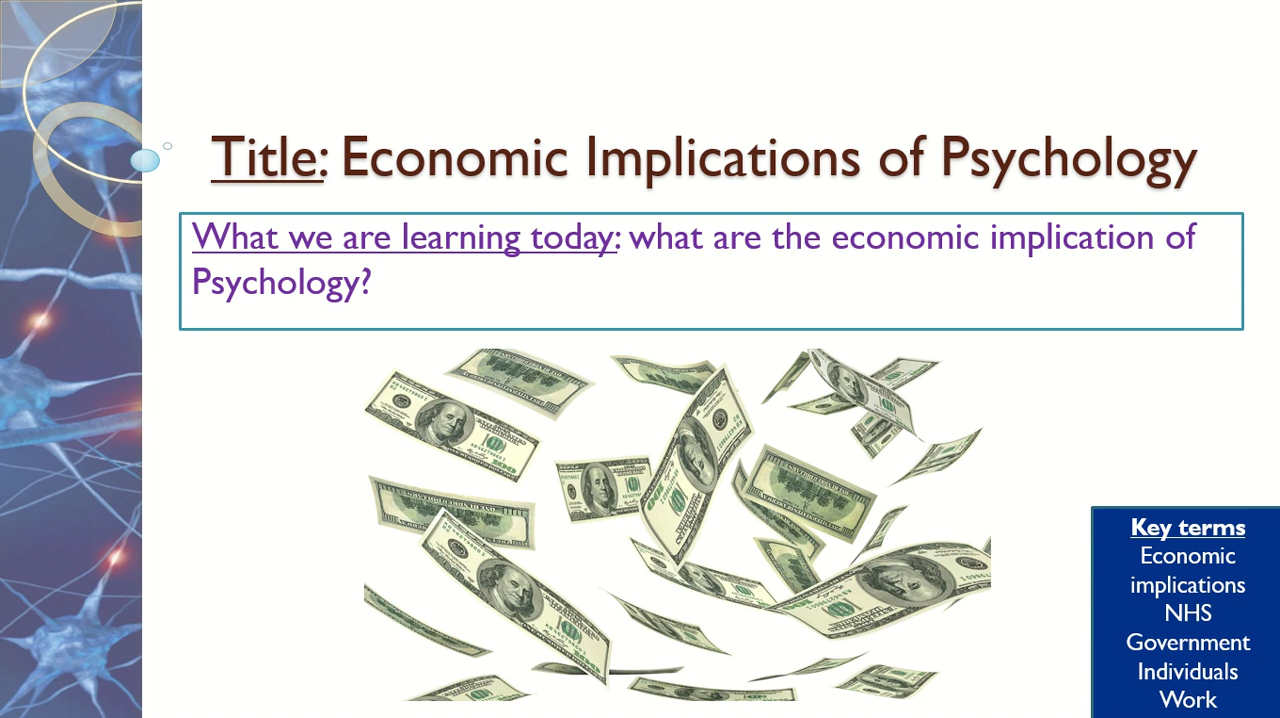 Title: Economic Implications of Psychology
What we are learning today: what are the economic implication of
Psychology?
Key terms
Economic
implications
NHS
Government
Individuals
Work